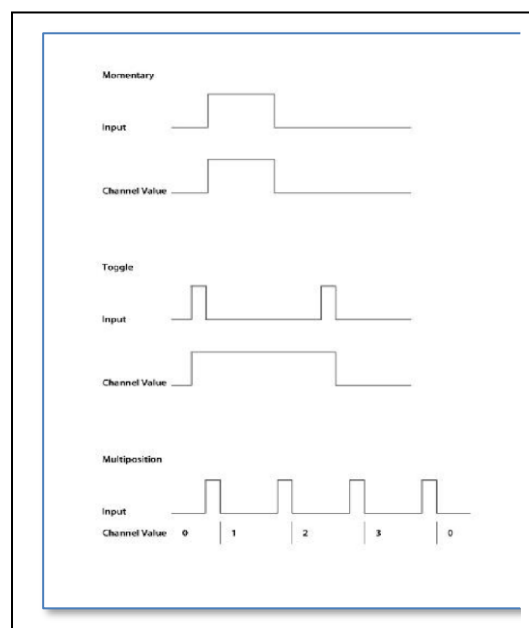 Momentary
Input
Channel Value
Toggle
Input
Channel Value
Multiposition
Input
Channel Value 0 1 2 3 0